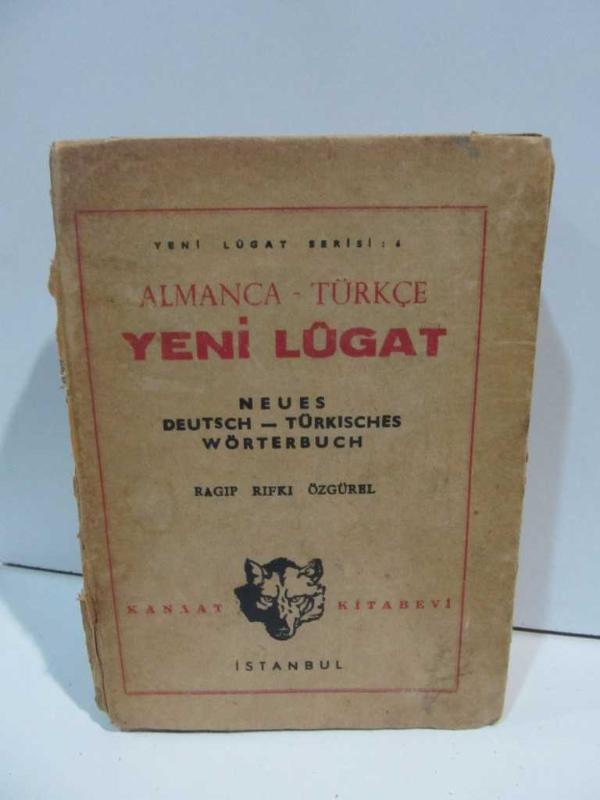 YENİ LÛGAT SERİSİ : 6
ALMANCA - TÜRKÇE
YENİ LÛGAT
NEUES
DEUTSCH — TÜRKISCHES
WÖRTERBUCH
RAGIP RIFKI ÖZGÜREL
KANAAT KİTABEVİ
İSTANBUL